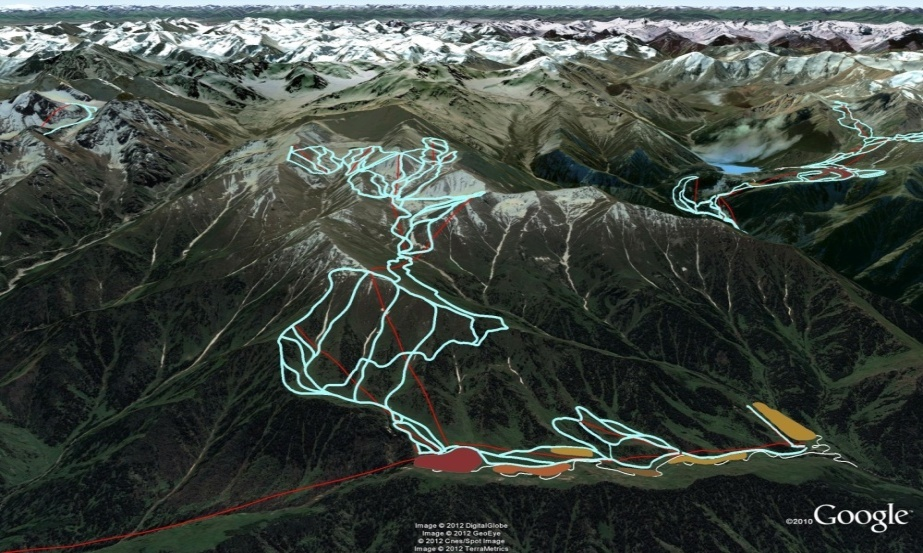 Image © 2012 DigitalGlobe
Image © 2012 GeoEye
© 2012 Cnes/Spot Image
Image © 2012 TerraMetrics
©2010 Google